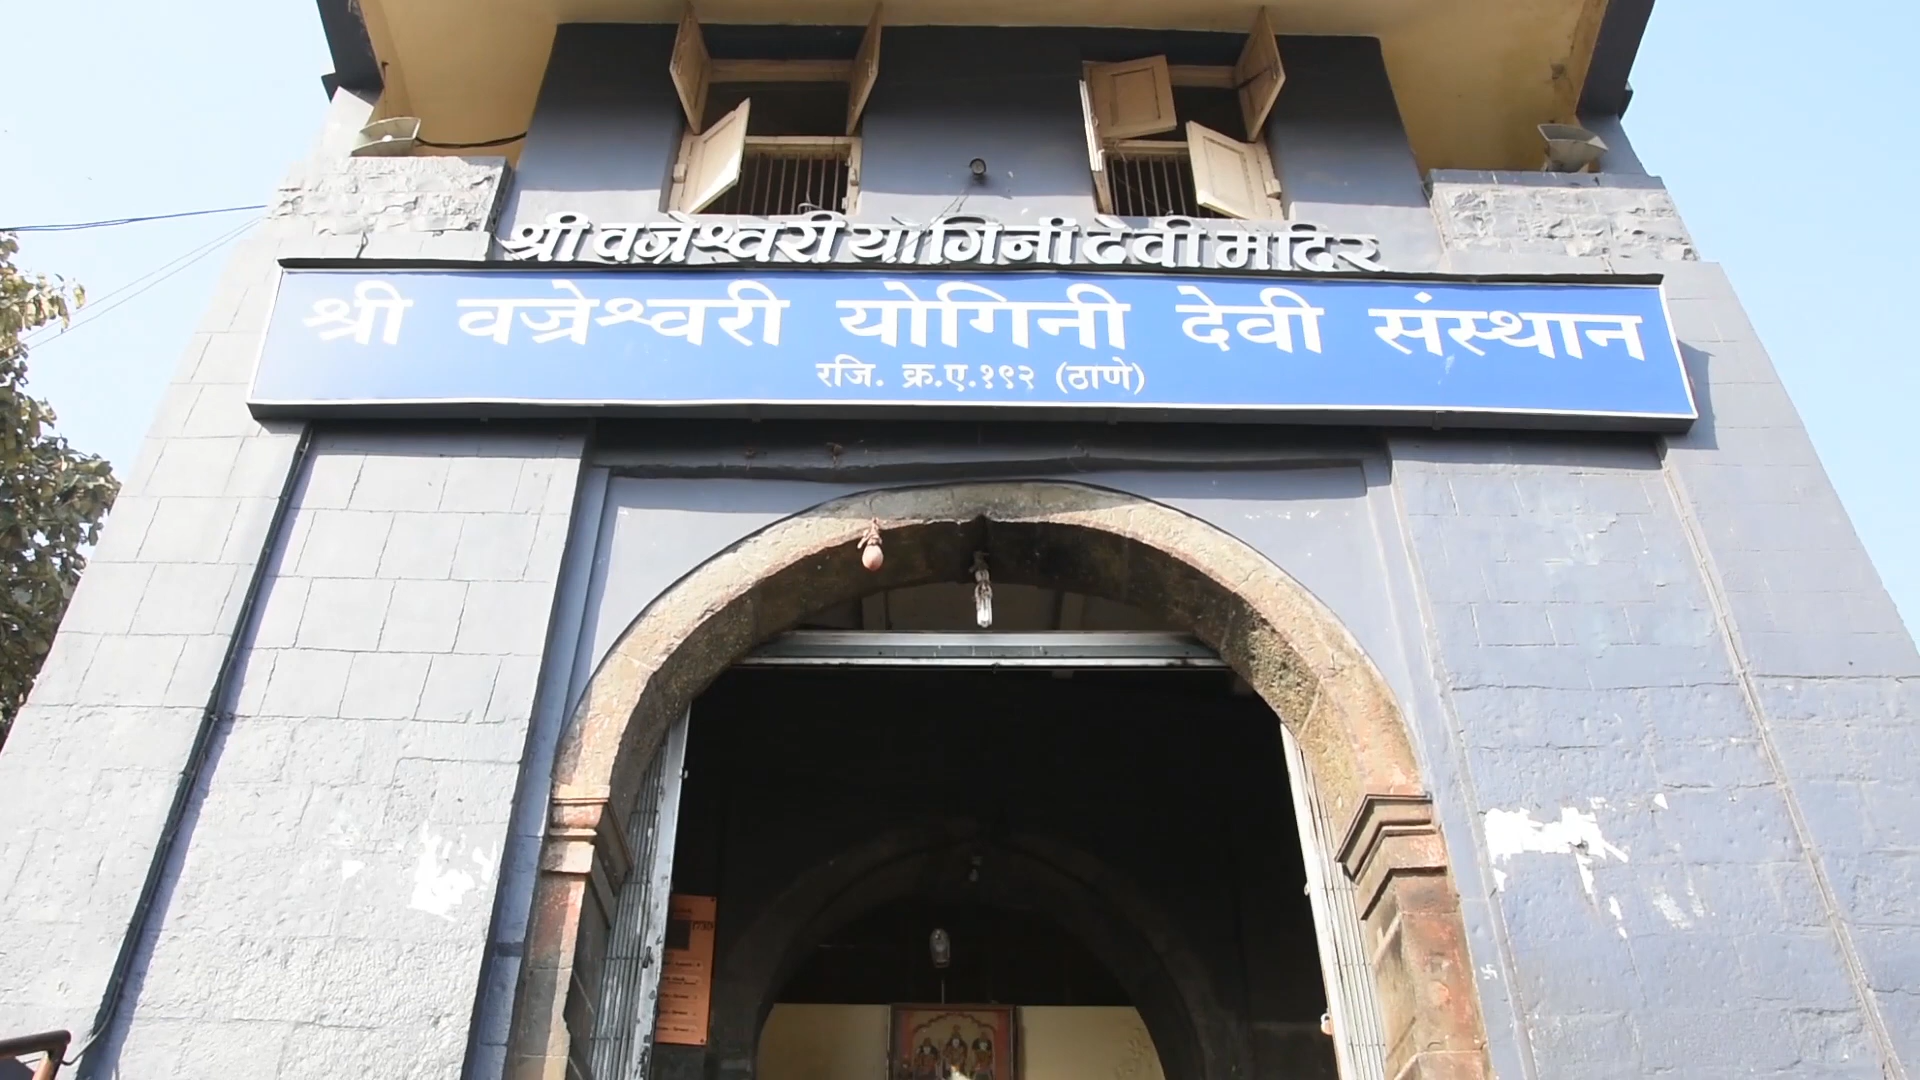 श्री वज्रेश्वरी योगिनी देवी मंदिर
श्री वज्रेश्वरी योगिनी देवी संस्थान
रजि. क्र.ए.१९२ (ठाणे)